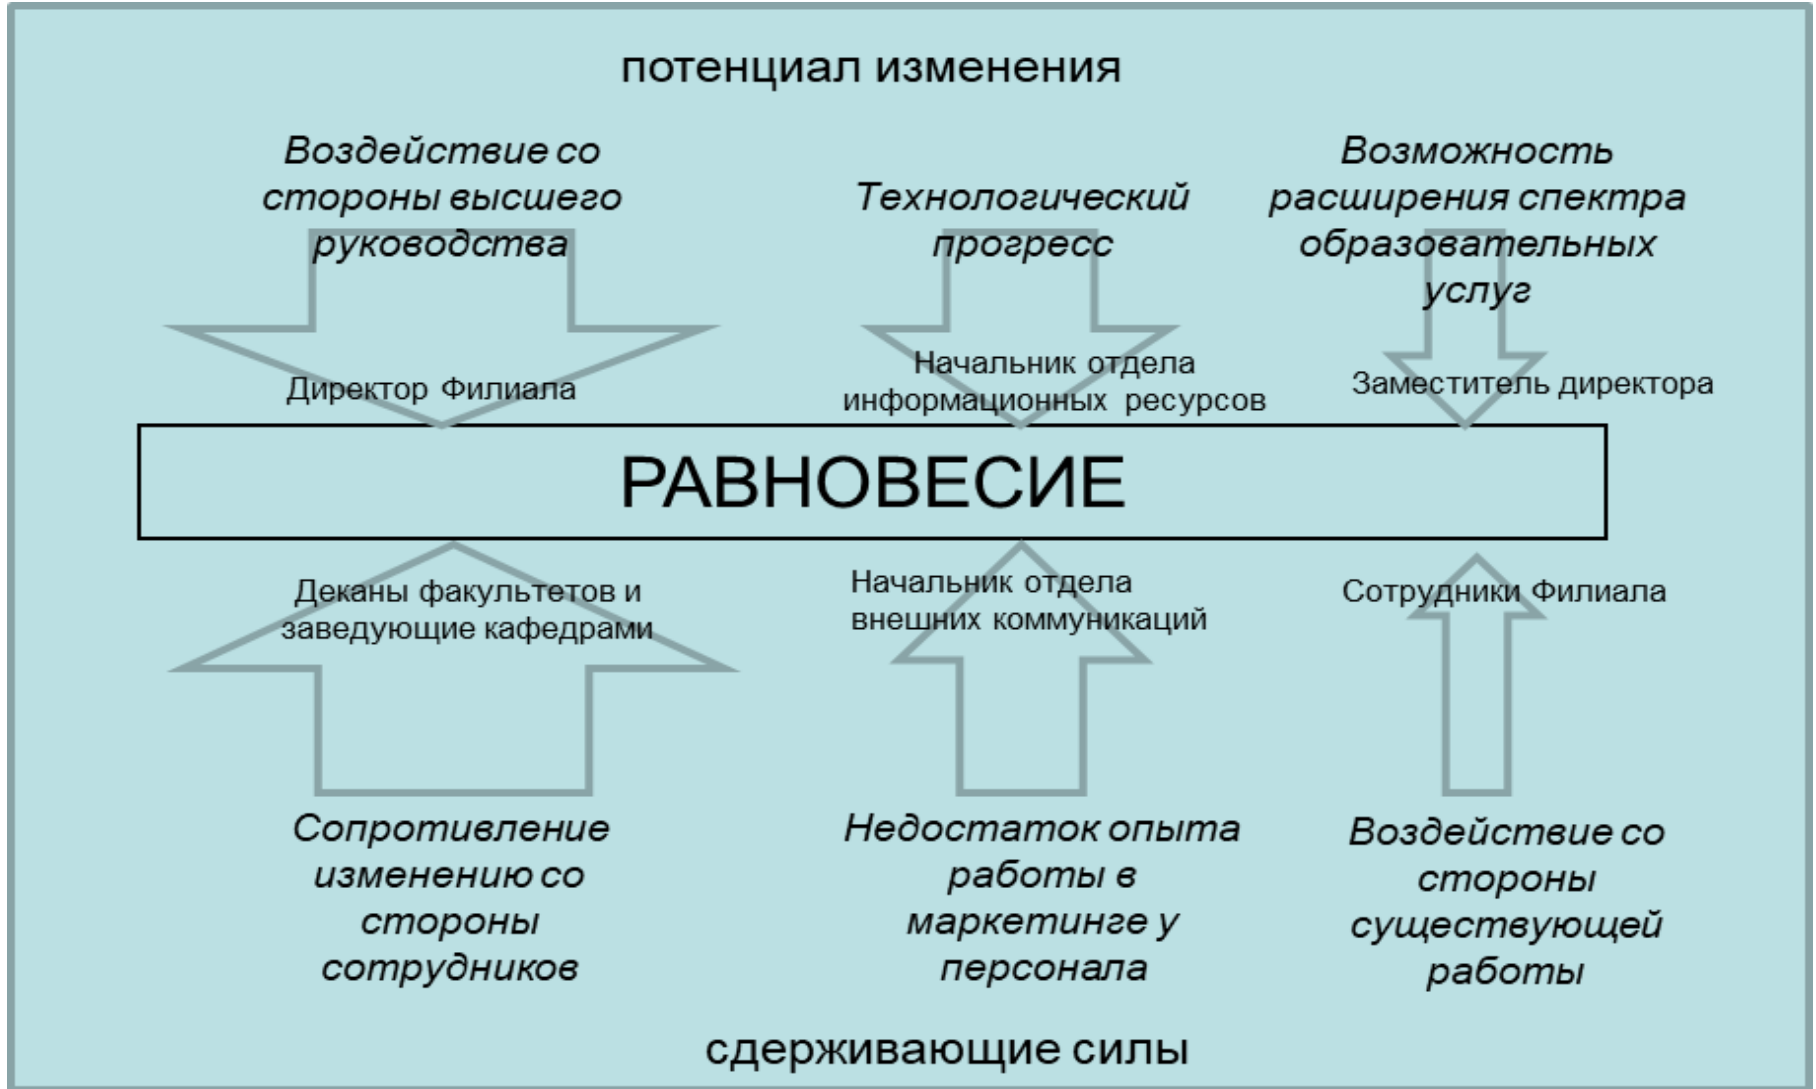 потенциал изменения
Воздействие со
стороны высшего
руководства
Технологический
прогресс
Возможность
расширения спектра
образовательных
услуг
Директор Филиала
Начальник отдела
информационных ресурсов
Заместитель директора
РАВНОВЕСИЕ
Деканы факультетов и
заведующие кафедрами
Начальник отдела
внешних коммуникаций
Сотрудники Филиала
Сопротивление
изменению со
стороны
сотрудников
Недостаток опыта
работы в
маркетинге у
персонала
Воздействие со
стороны
существующей
работы
сдерживающие силы